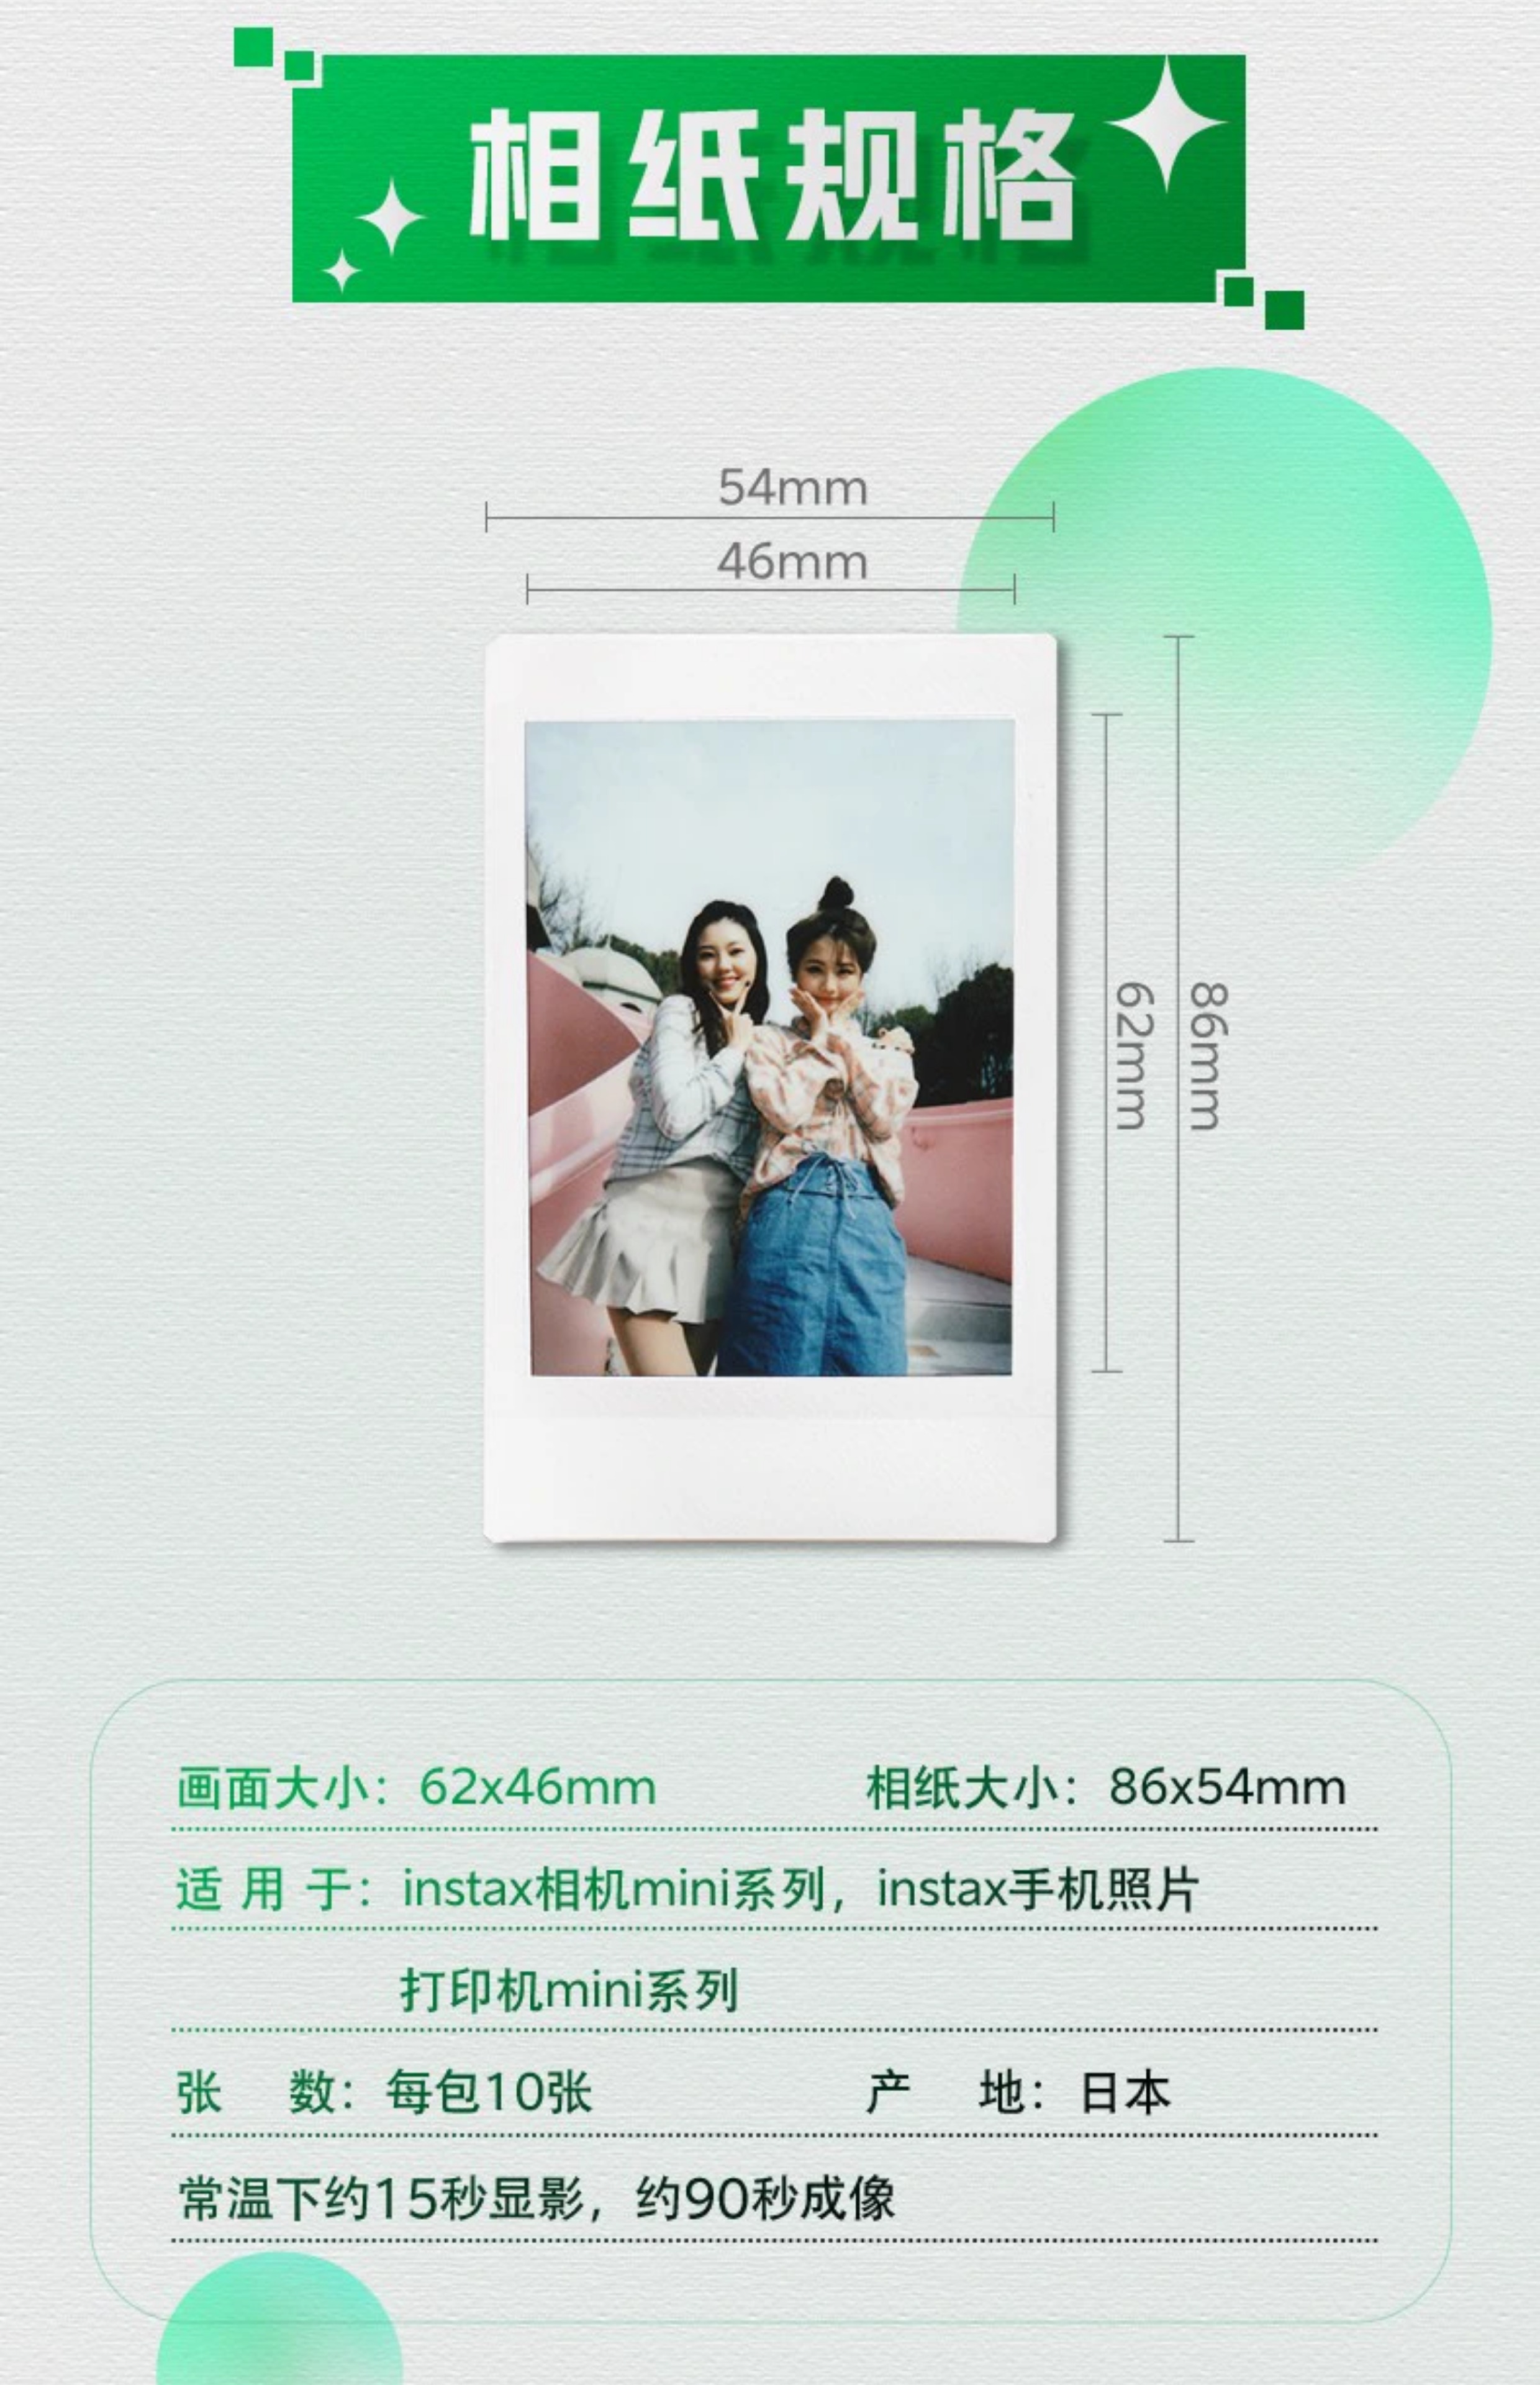 相纸规格
54mm
46mm
62mm
86mm
画面大小：62x46mm 相纸大小：86x54mm
适用于：instax相机mini系列，instax手机照片
打印机mini系列
张 数：每包10张 产 地：日本
常温下约15秒显影，约90秒成像